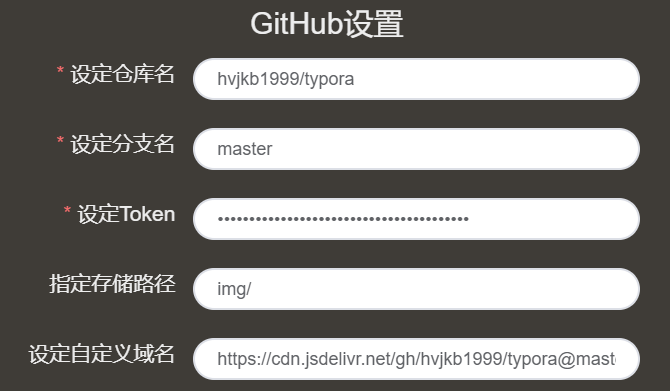 GitHub设置
* 设定仓库名 hvjkb1999/typora
* 设定分支名 master
* 设定Token ••••••••••••••••••••••••••••••••••••••••
指定存储路径 img/
设定自定义域名 https://cdn.jsdelivr.net/gh/hvjkb1999/typora@mast